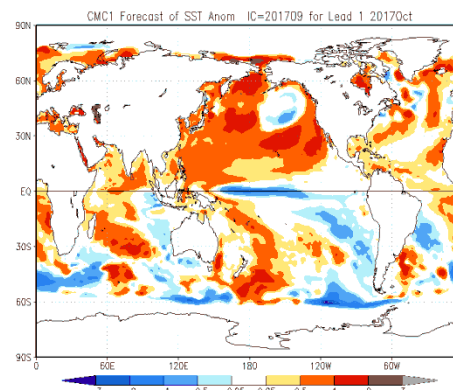 CMC1 Forecast of SST Anom IC=201709 for Lead 1 2017Oct
90N
60N
30N
EQ
30S
60S
90S
0 60E 120E 180 120W 60W